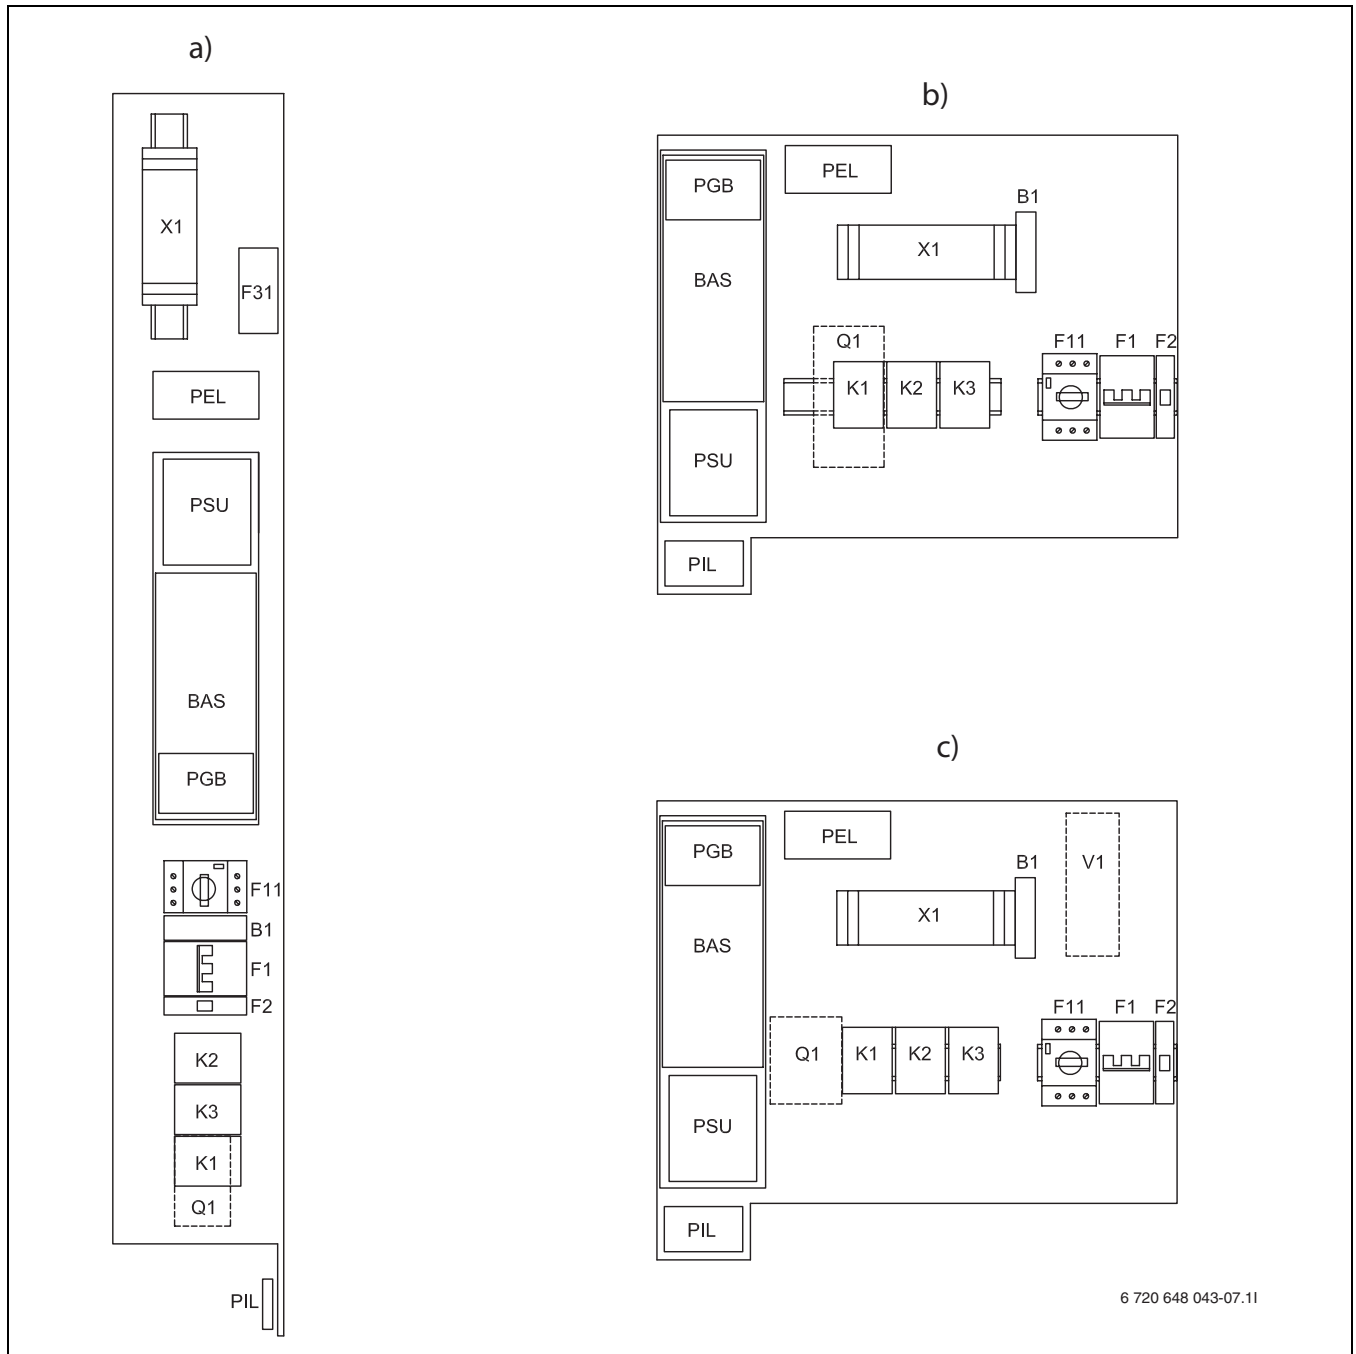 a)
X1
F31
PEL
PSU
BAS
PGB
F11
B1
F1
F2
K2
K3
K1
Q1
PIL
b)
PGB
PEL
B1
X1
BAS
Q1
F11 F1 F2
K1 K2 K3
PSU
PIL
c)
PGB
PEL
B1
V1
X1
BAS
F11 F1 F2
Q1 K1 K2 K3
PSU
PIL
6 720 648 043-07.1I